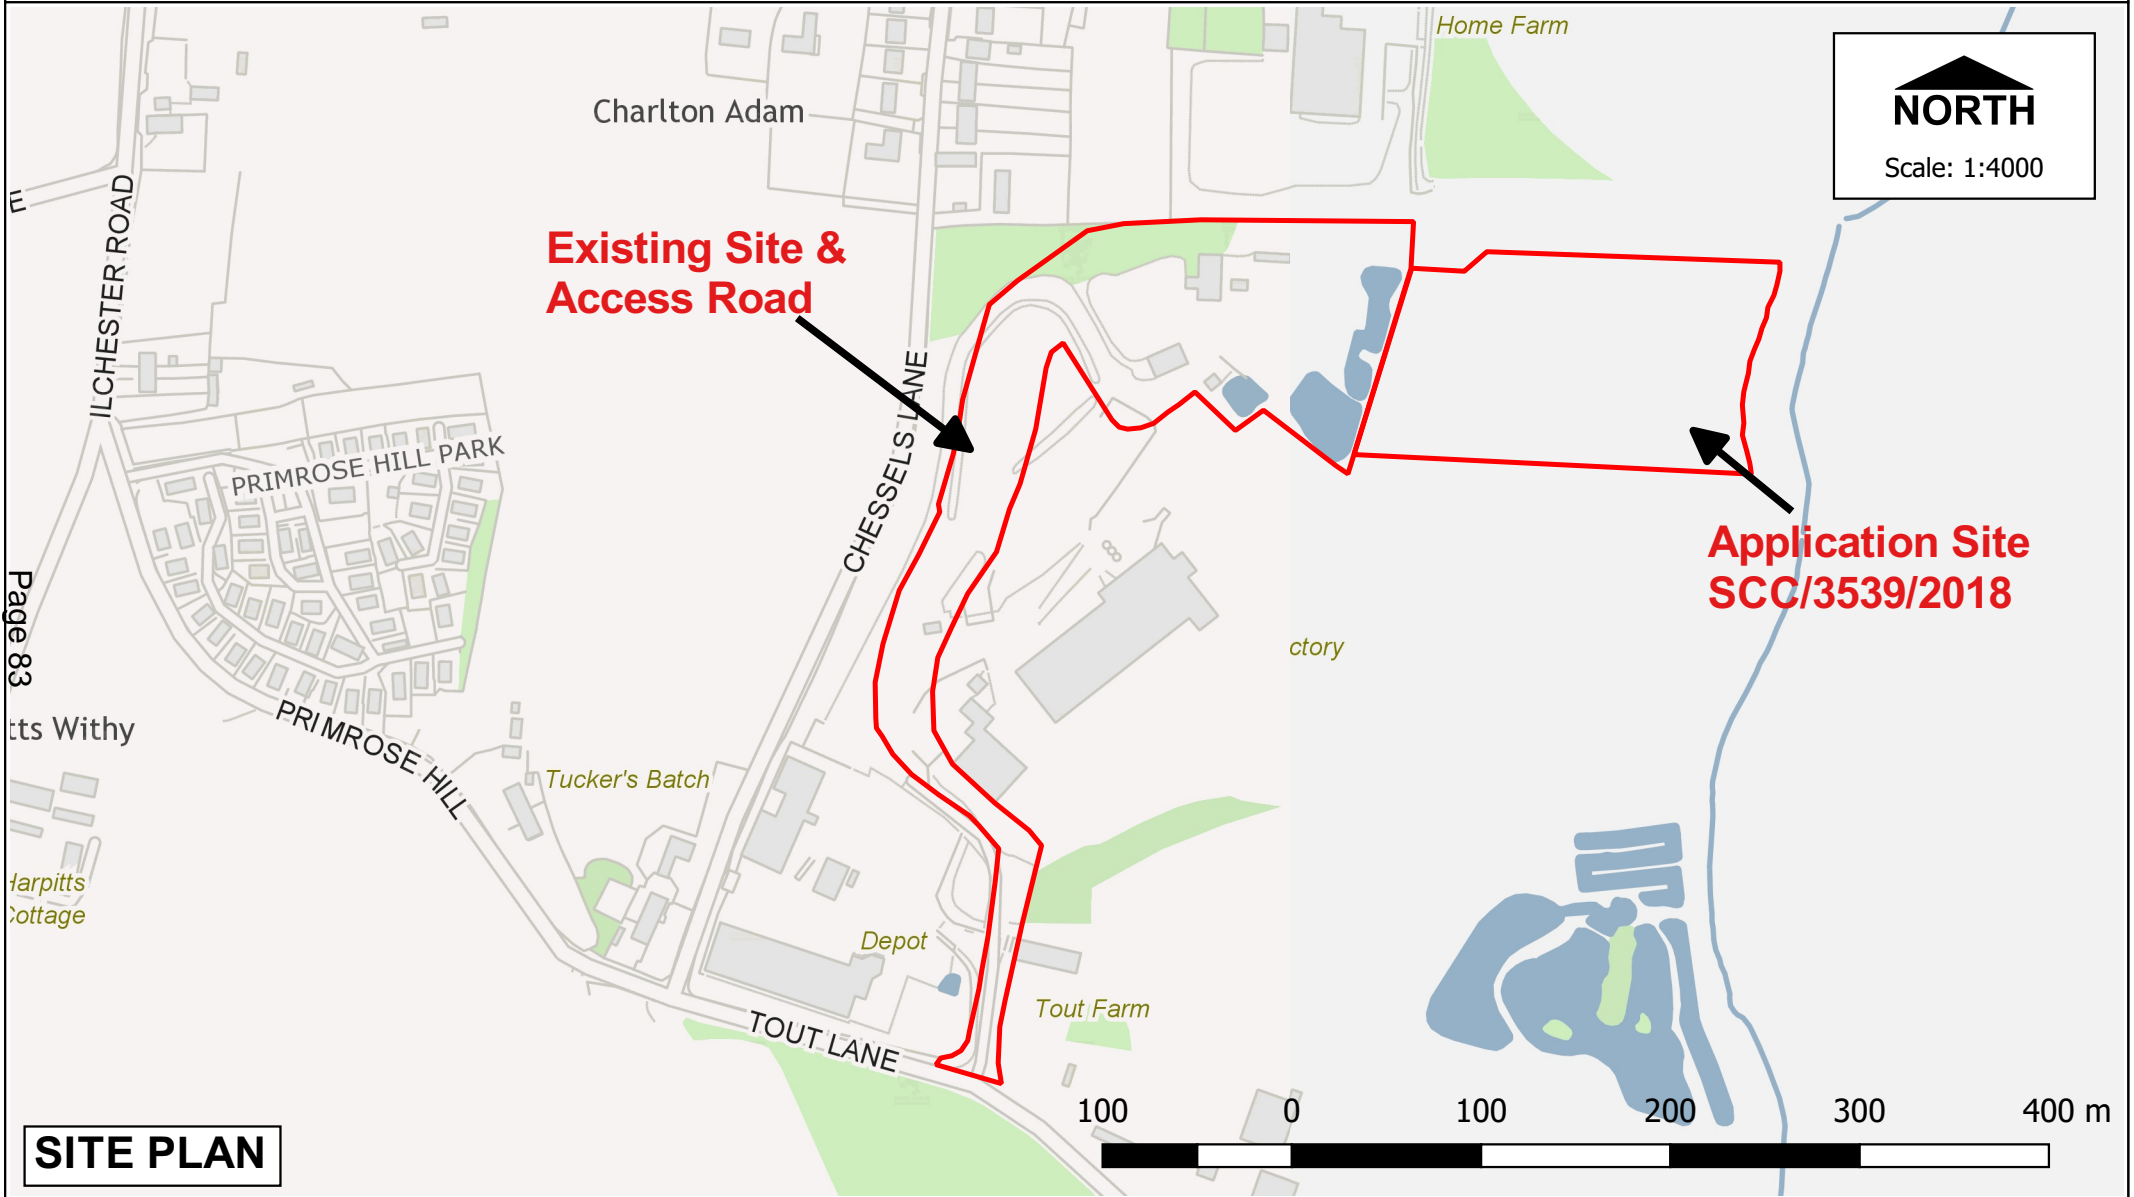 Home Farm
NORTH
Scale: 1:4000
Charlton Adam
ILCHESTER ROAD
E
Existing Site &
Access Road
CHESSELS LANE
PRIMROSE HILL PARK
Application Site
SCC/3539/2018
Page 83
ctory
tts Withy
PRIMROSE HILL
Tucker's Batch
Harpitts
Cottage
Depot
Tout Farm
TOUT LANE
100 0 100 200 300 400 m
SITE PLAN